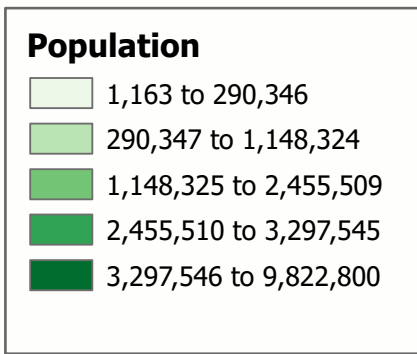 Population
1,163 to 290,346
290,347 to 1,148,324
1,148,325 to 2,455,509
2,455,510 to 3,297,545
3,297,546 to 9,822,800